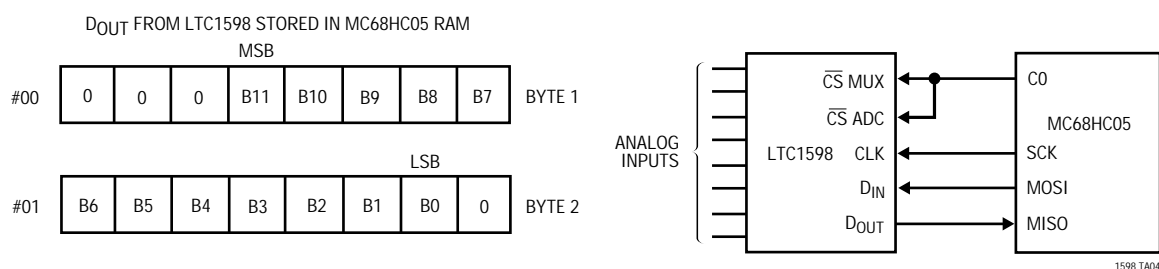 DOUT FROM LTC1598 STORED IN MC68HC05 RAM
MSB
#00 0 0 0 B11 B10 B9 B8 B7 BYTE 1
LSB
#01 B6 B5 B4 B3 B2 B1 B0 0 BYTE 2
ANALOG
INPUTS
LTC1598
CS MUX
CS ADC
CLK
DIN
DOUT
C0
MC68HC05
SCK
MOSI
MISO
1598 TA04